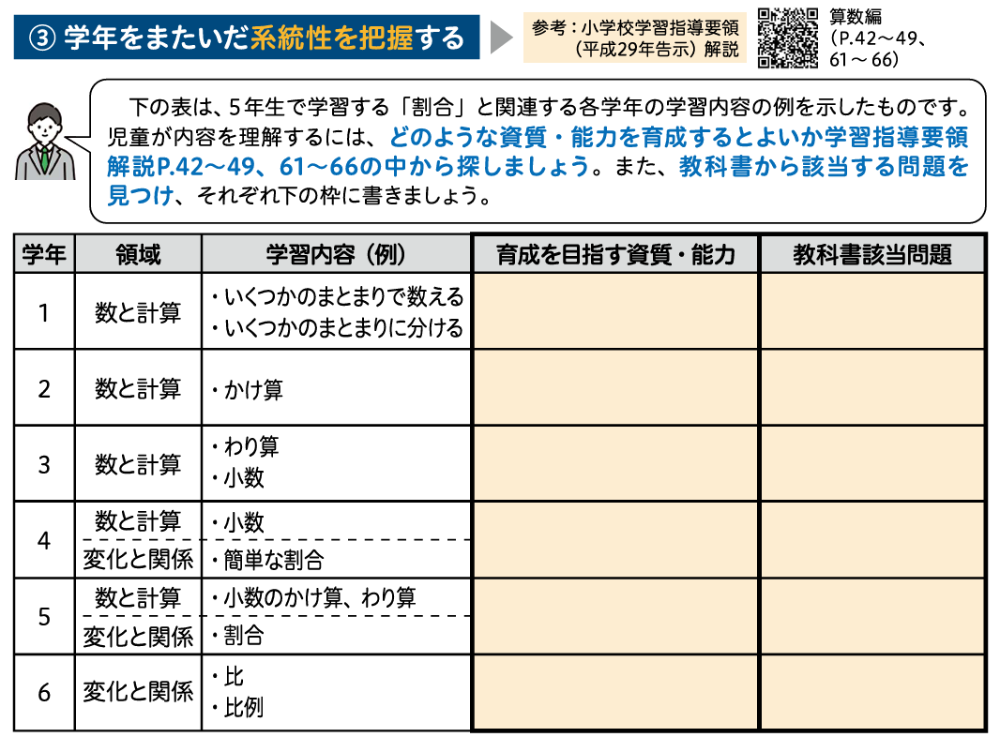 ③ 学年をまたいだ系統性を把握する
参考：小学校学習指導要領
（平成29年告示）解説
算数編
（P.42～49、
61～66）
下の表は、5年生で学習する「割合」と関連する各学年の学習内容の例を示したものです。
児童が内容を理解するには、どのような資質・能力を育成するとよいか学習指導要領
解説P.42～49、61～66の中から探しましょう。また、教科書から該当する問題を
見つけ、それぞれ下の枠に書きましょう。
学年 領域 学習内容（例） 育成を目指す資質・能力 教科書該当問題
1 数と計算 ・いくつかのまとまりで数える
・いくつかのまとまりに分ける
2 数と計算 ・かけ算
3 数と計算 ・わり算
・小数
4 数と計算 ・小数
変化と関係 ・簡単な割合
5 数と計算 ・小数のかけ算、わり算
変化と関係 ・割合
6 変化と関係 ・比
・比例